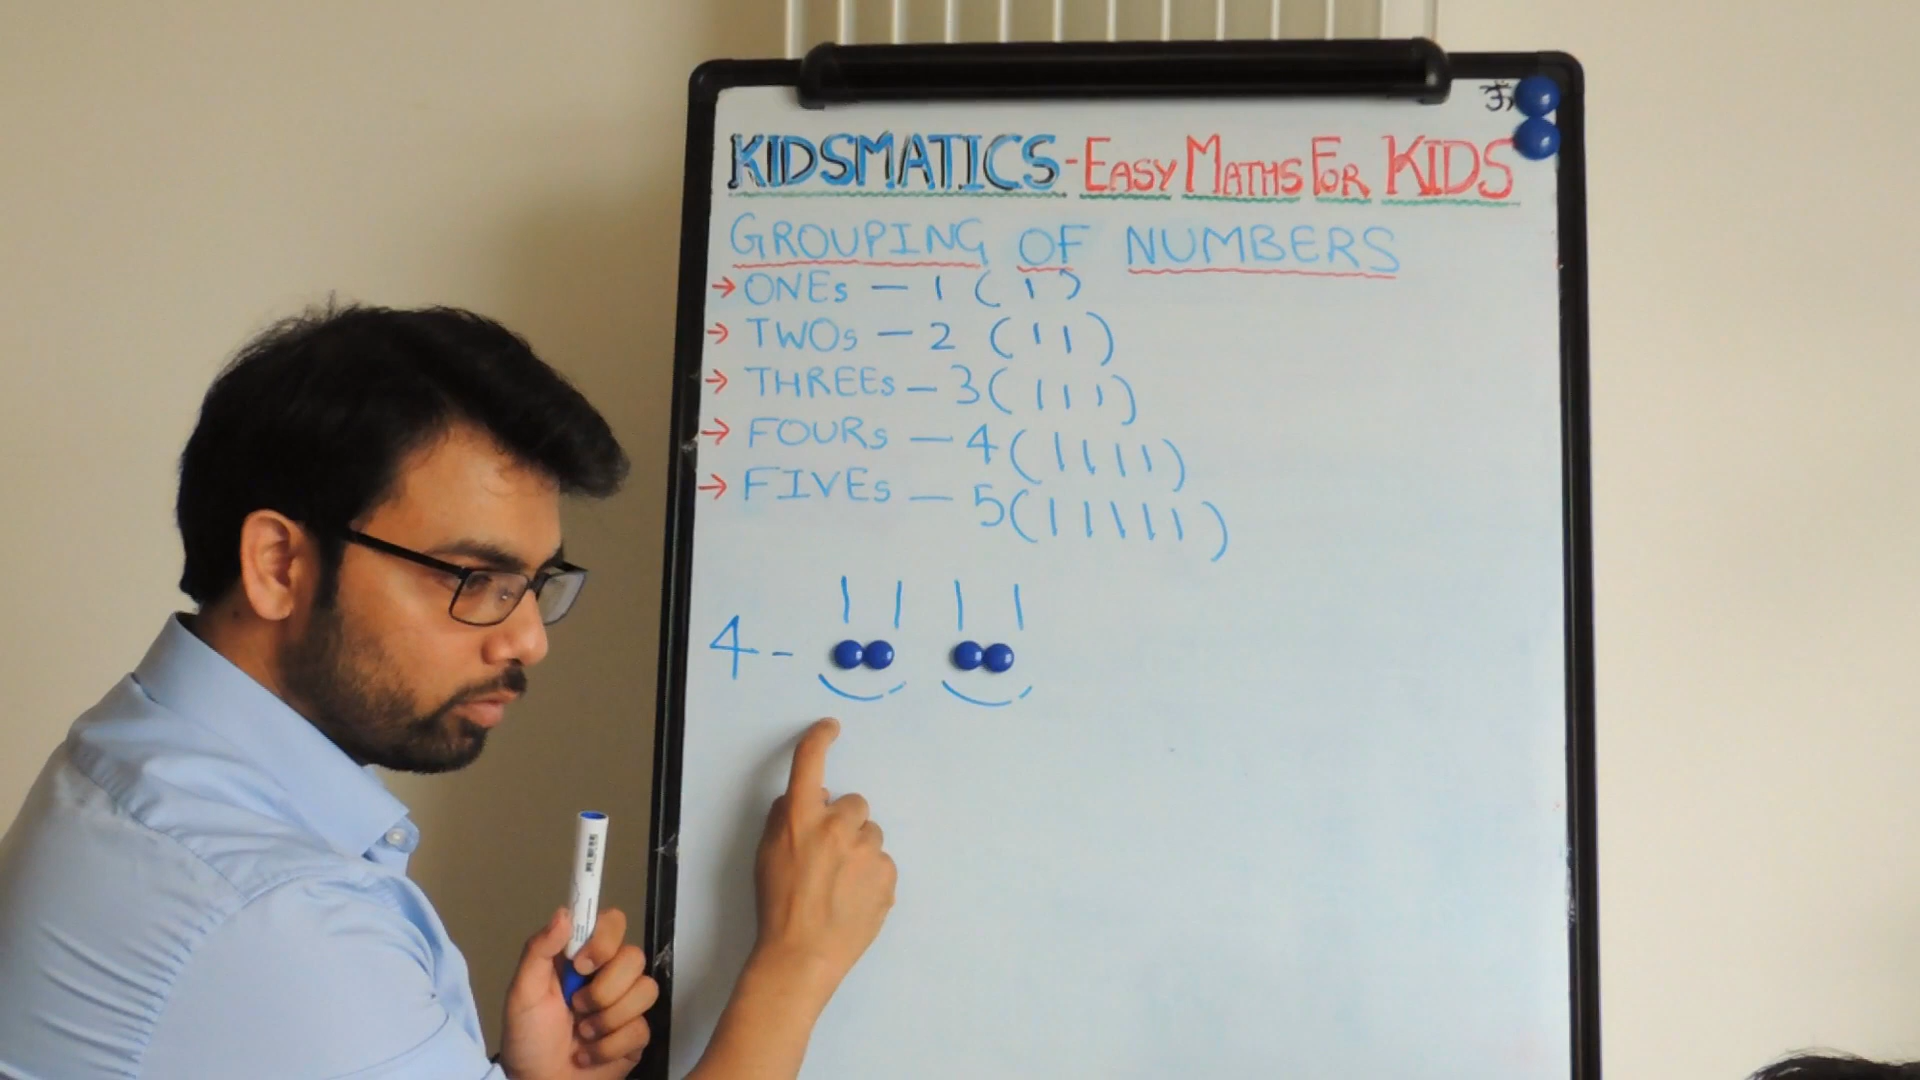 ॐ
KIDSMATICS - EASY MATHS FOR KIDS
GROUPING OF NUMBERS
→ ONEs — 1 ( | )
→ TWOs — 2 ( | | )
→ THREEs — 3 ( | | | )
→ FOURs — 4 ( | | | | )
→ FIVEs — 5 ( | | | | | )
| | | |
4 -